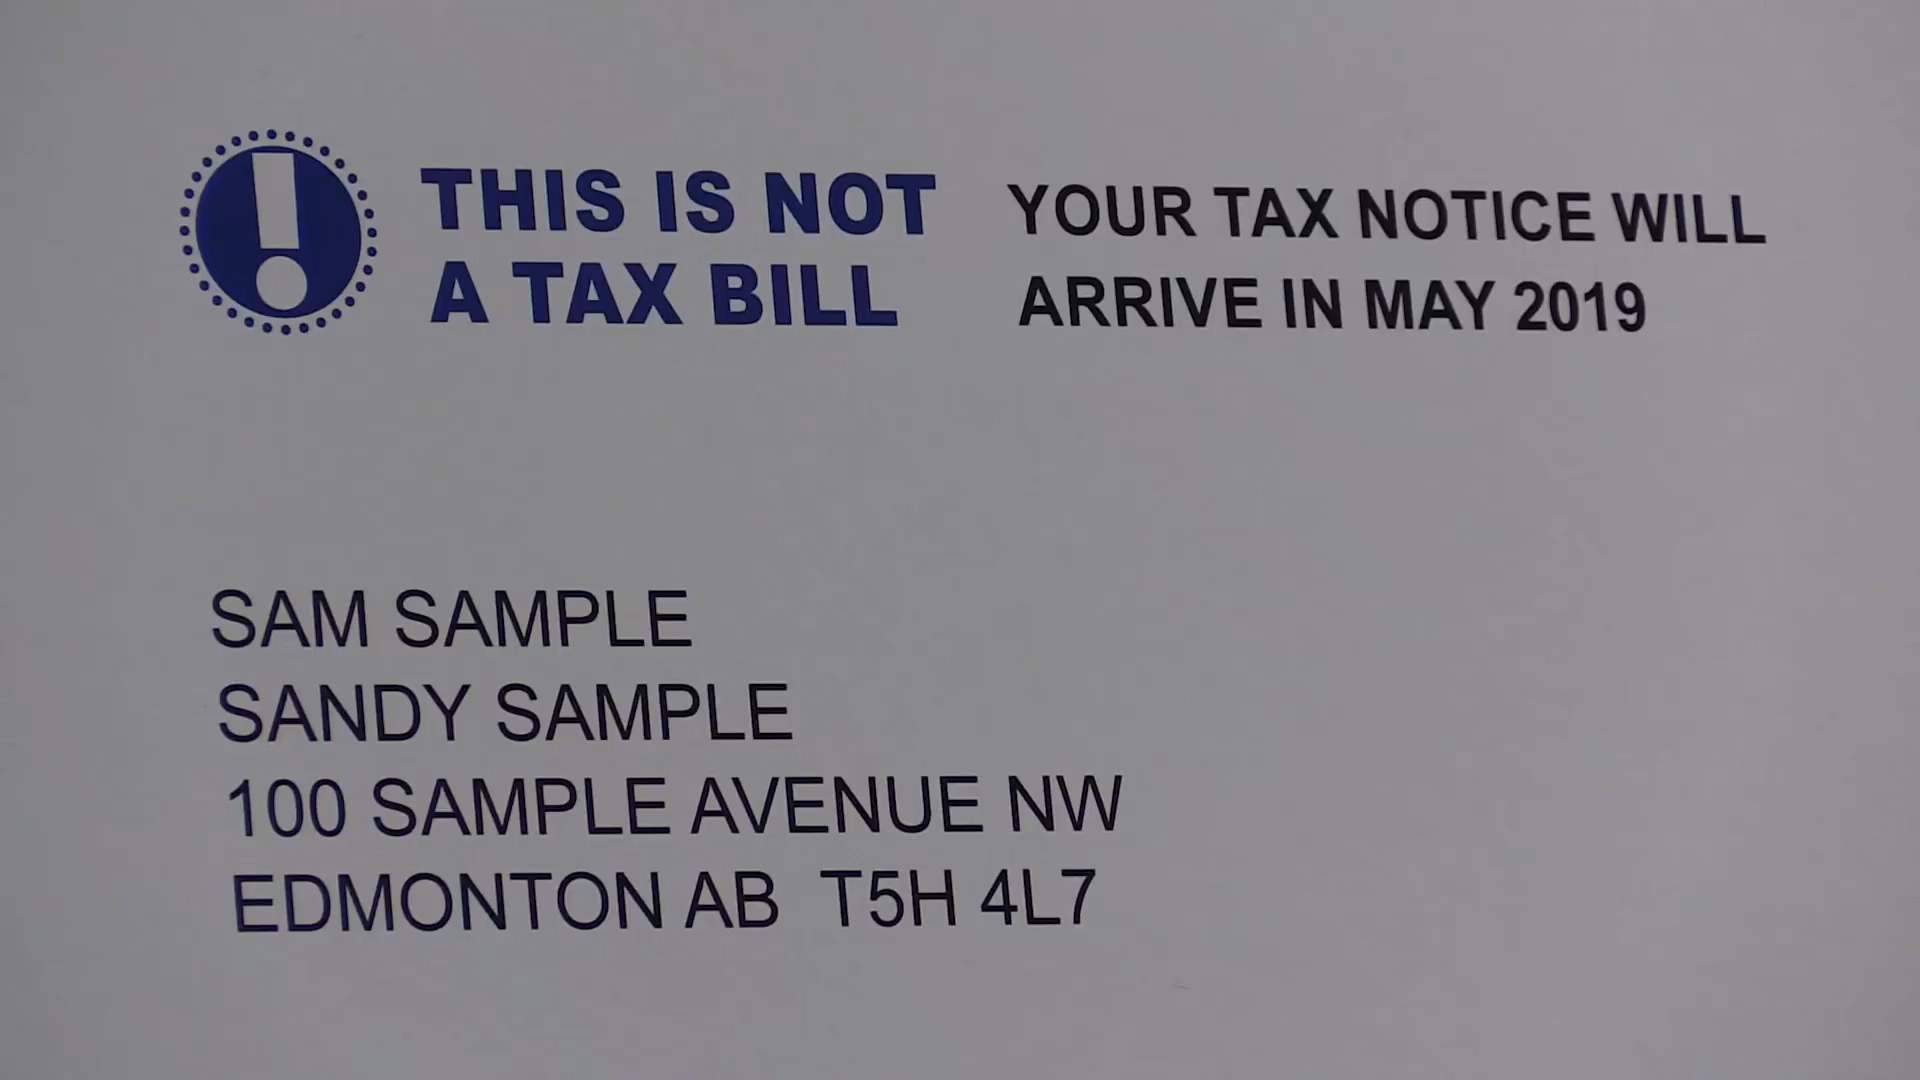 THIS IS NOT
A TAX BILL
YOUR TAX NOTICE WILL
ARRIVE IN MAY 2019
SAM SAMPLE
SANDY SAMPLE
100 SAMPLE AVENUE NW
EDMONTON AB  T5H 4L7